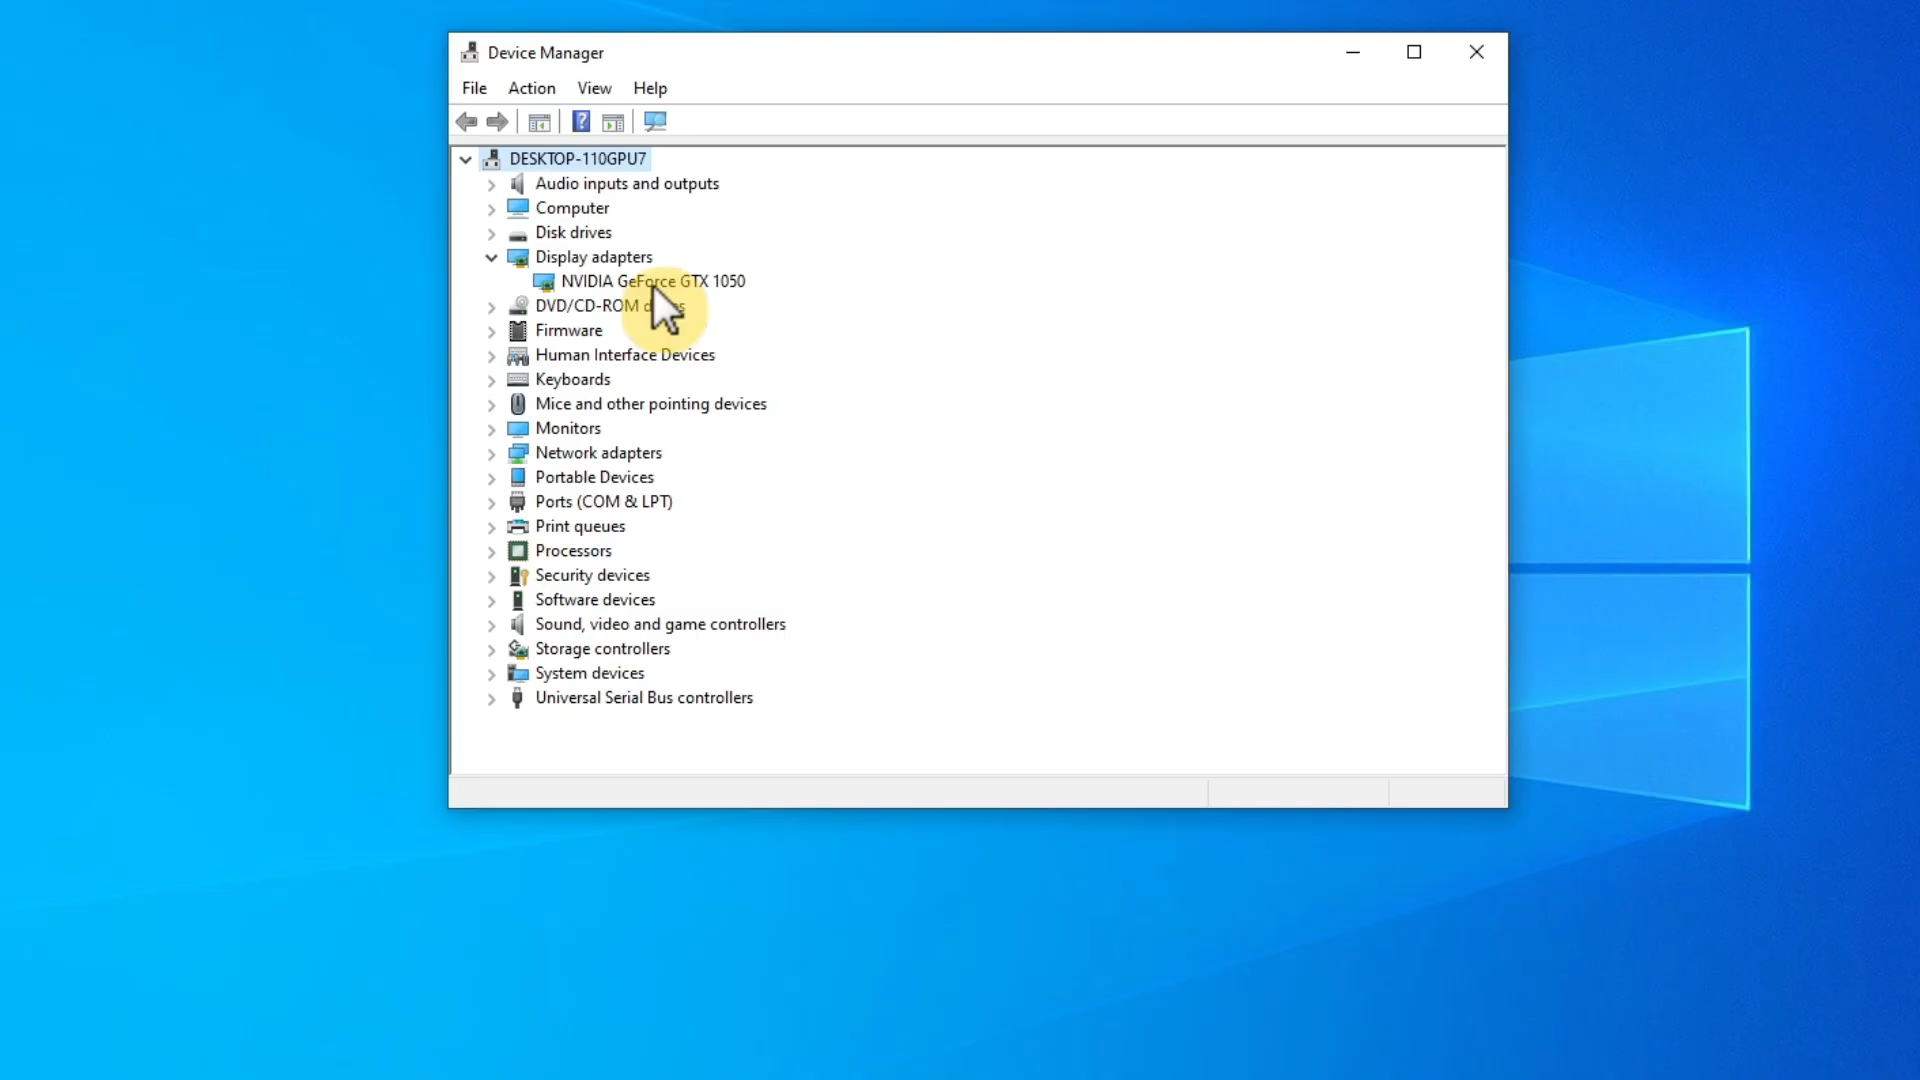 Device Manager
File Action View Help
DESKTOP-110GPU7
Audio inputs and outputs
Computer
Disk drives
Display adapters
NVIDIA GeForce GTX 1050
DVD/CD-ROM
Firmware
Human Interface Devices
Keyboards
Mice and other pointing devices
Monitors
Network adapters
Portable Devices
Ports (COM & LPT)
Print queues
Processors
Security devices
Software devices
Sound, video and game controllers
Storage controllers
System devices
Universal Serial Bus controllers